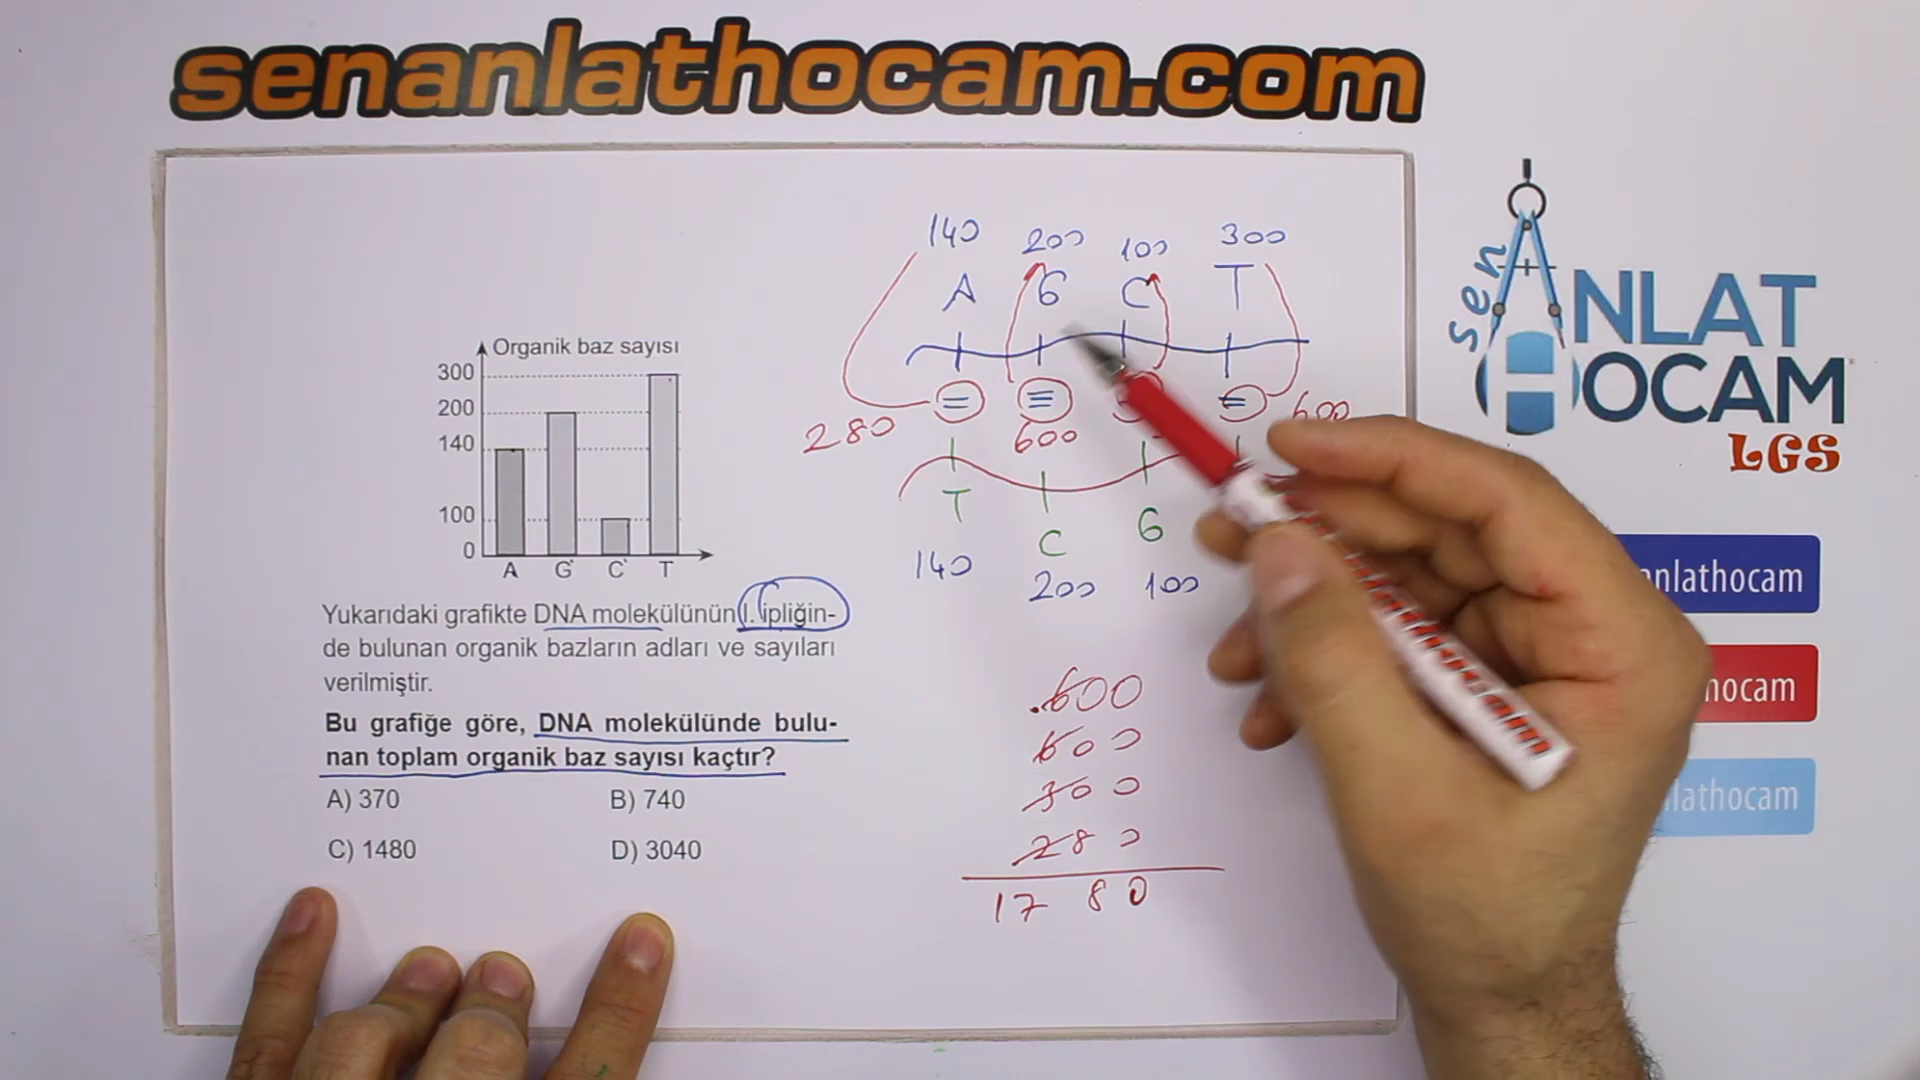 senanlathocam.com
sen
ANLAT
HOCAM
LGS
anlathocam
hocam
lathocam
Organik baz sayısı
300
200
140
100
0
A G C T
Yukarıdaki grafikte DNA molekülünün I. ipliğin-
de bulunan organik bazların adları ve sayıları
verilmiştir.
Bu grafiğe göre, DNA molekülünde bulu-
nan toplam organik baz sayısı kaçtır?
A) 370 B) 740
C) 1480 D) 3040
140 200 100 300
A G C T
280 600 600
T C G
140 200 100
600
600
300
280
1780